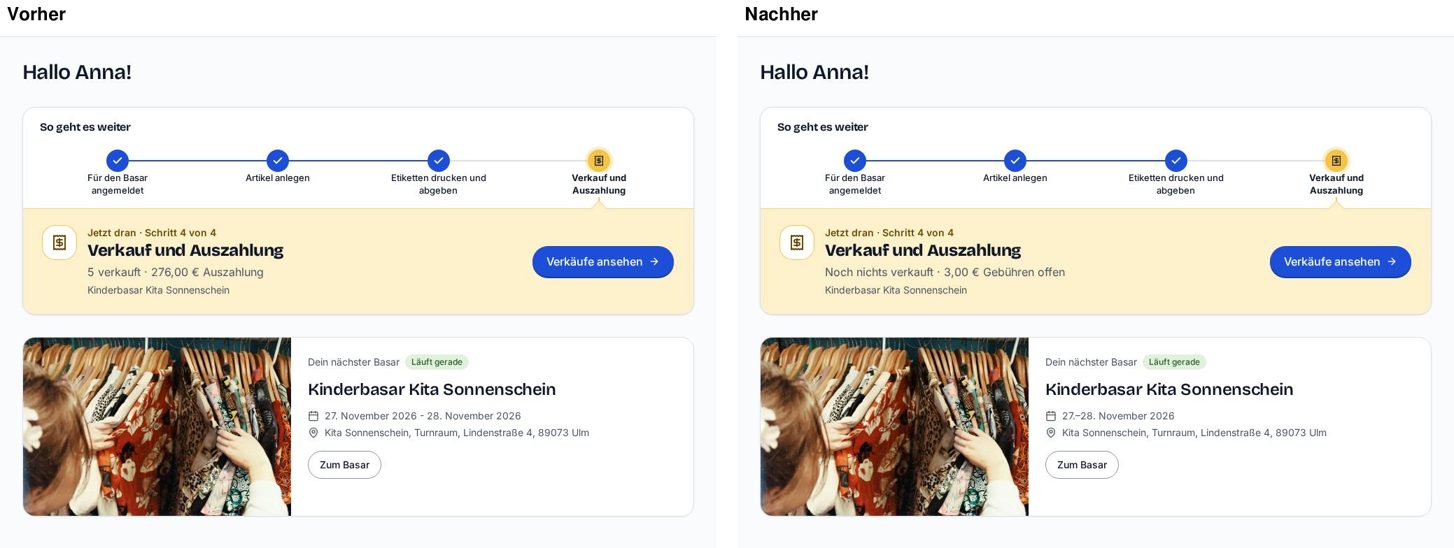 Vorher
Hallo Anna!
So geht es weiter
Für den Basar
angemeldet
Artikel anlegen
Etiketten drucken und
abgeben
Verkauf und
Auszahlung
Jetzt dran · Schritt 4 von 4
Verkauf und Auszahlung
5 verkauft · 276,00 € Auszahlung
Kinderbasar Kita Sonnenschein
Verkäufe ansehen
Dein nächster Basar
Läuft gerade
Kinderbasar Kita Sonnenschein
27. November 2026 - 28. November 2026
Kita Sonnenschein, Turnraum, Lindenstraße 4, 89073 Ulm
Zum Basar
Nachher
Hallo Anna!
So geht es weiter
Für den Basar
angemeldet
Artikel anlegen
Etiketten drucken und
abgeben
Verkauf und
Auszahlung
Jetzt dran · Schritt 4 von 4
Verkauf und Auszahlung
Noch nichts verkauft · 3,00 € Gebühren offen
Kinderbasar Kita Sonnenschein
Verkäufe ansehen
Dein nächster Basar
Läuft gerade
Kinderbasar Kita Sonnenschein
27.–28. November 2026
Kita Sonnenschein, Turnraum, Lindenstraße 4, 89073 Ulm
Zum Basar